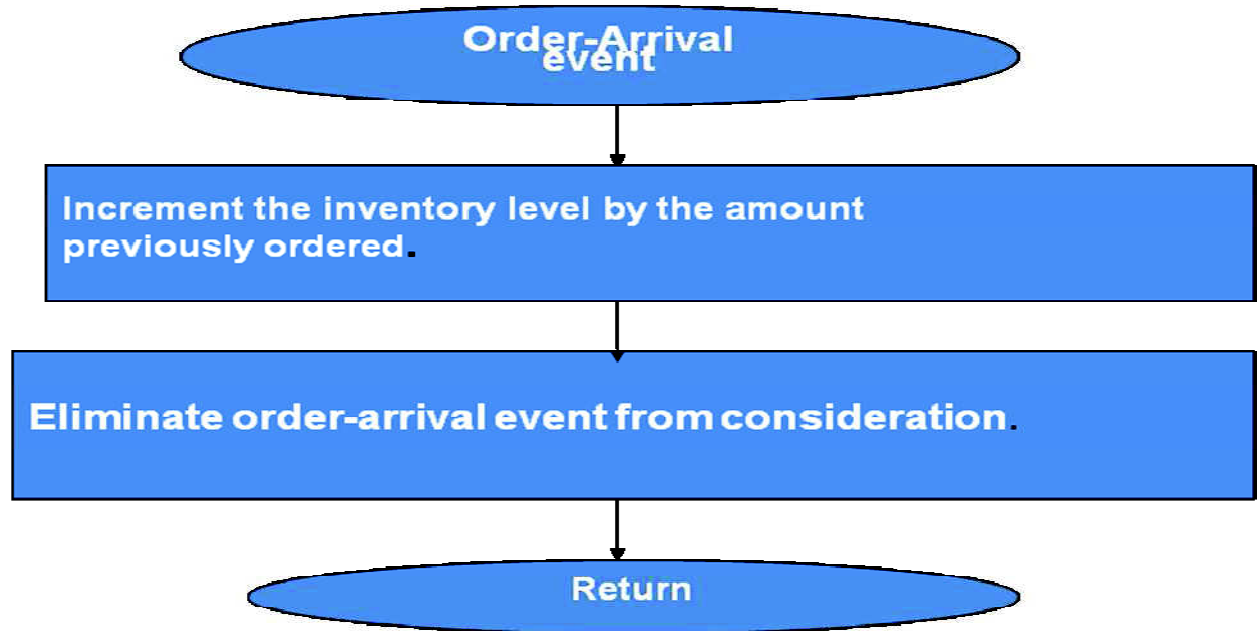 Order-Arrival
event
Increment the inventory level by the amount
previously ordered.
Eliminate order-arrival event from consideration.
Return